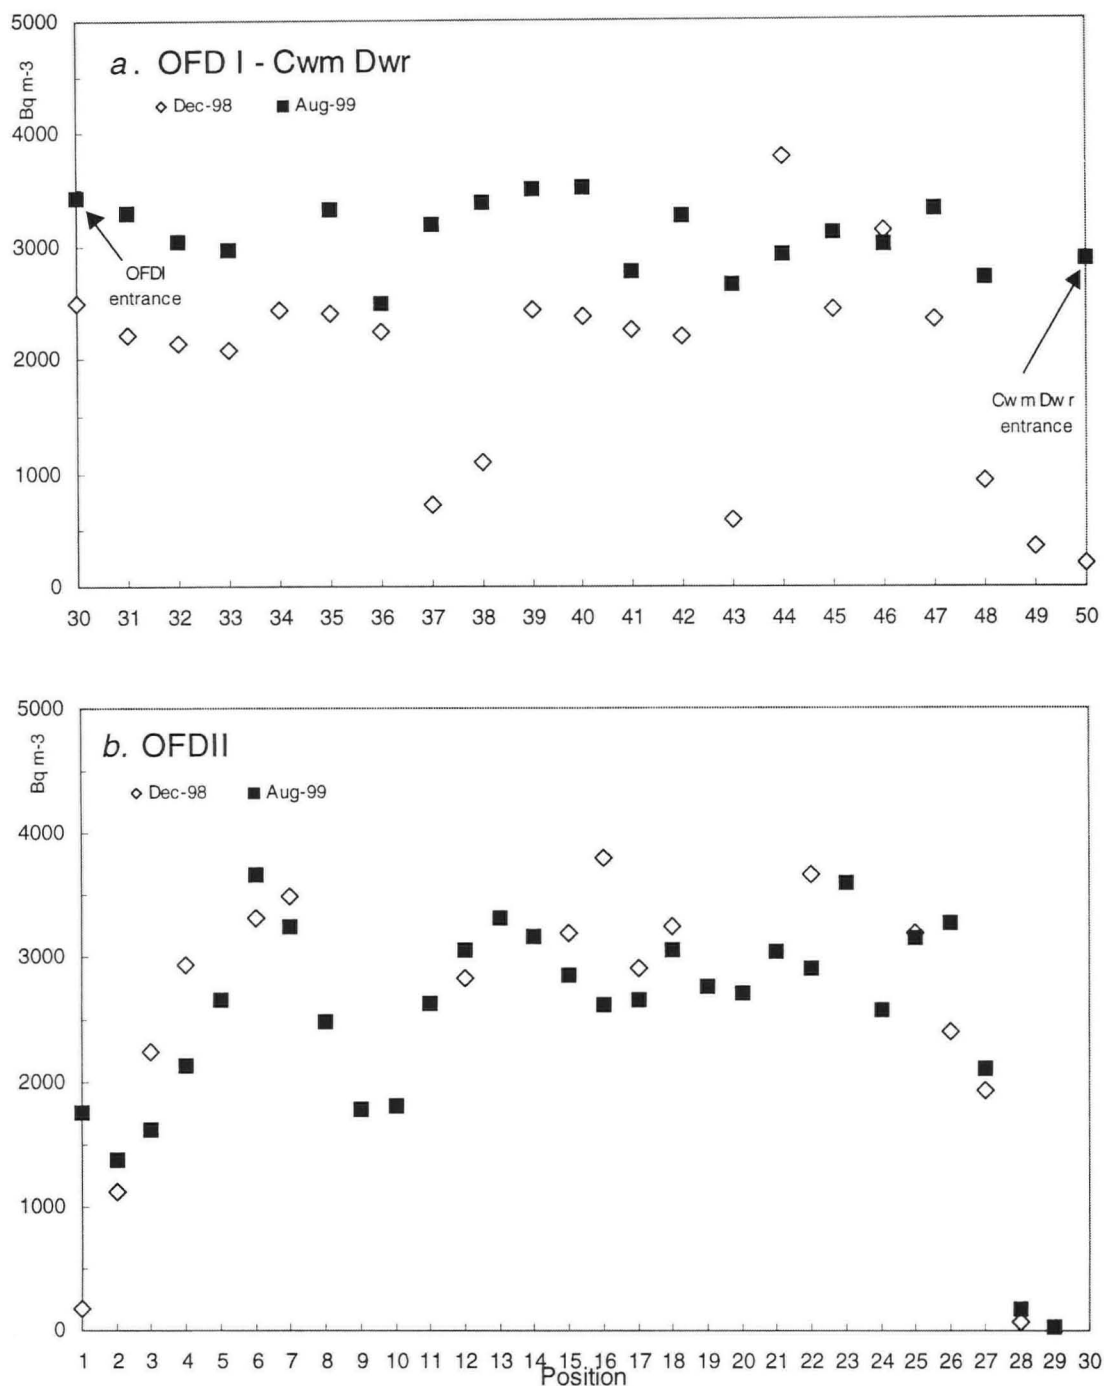 5000
Bq m-3
a. OFD I - Cwm Dwr
Dec-98 Aug-99
4000
3000
OFDI
entrance
2000
Cwm Dwr
entrance
1000
0
30 31 32 33 34 35 36 37 38 39 40 41 42 43 44 45 46 47 48 49 50
5000
Bq m-3
b. OFDII
Dec-98 Aug-99
4000
3000
2000
1000
0
1 2 3 4 5 6 7 8 9 10 11 12 13 14 15 16 17 18 19 20 21 22 23 24 25 26 27 28 29 30
Position